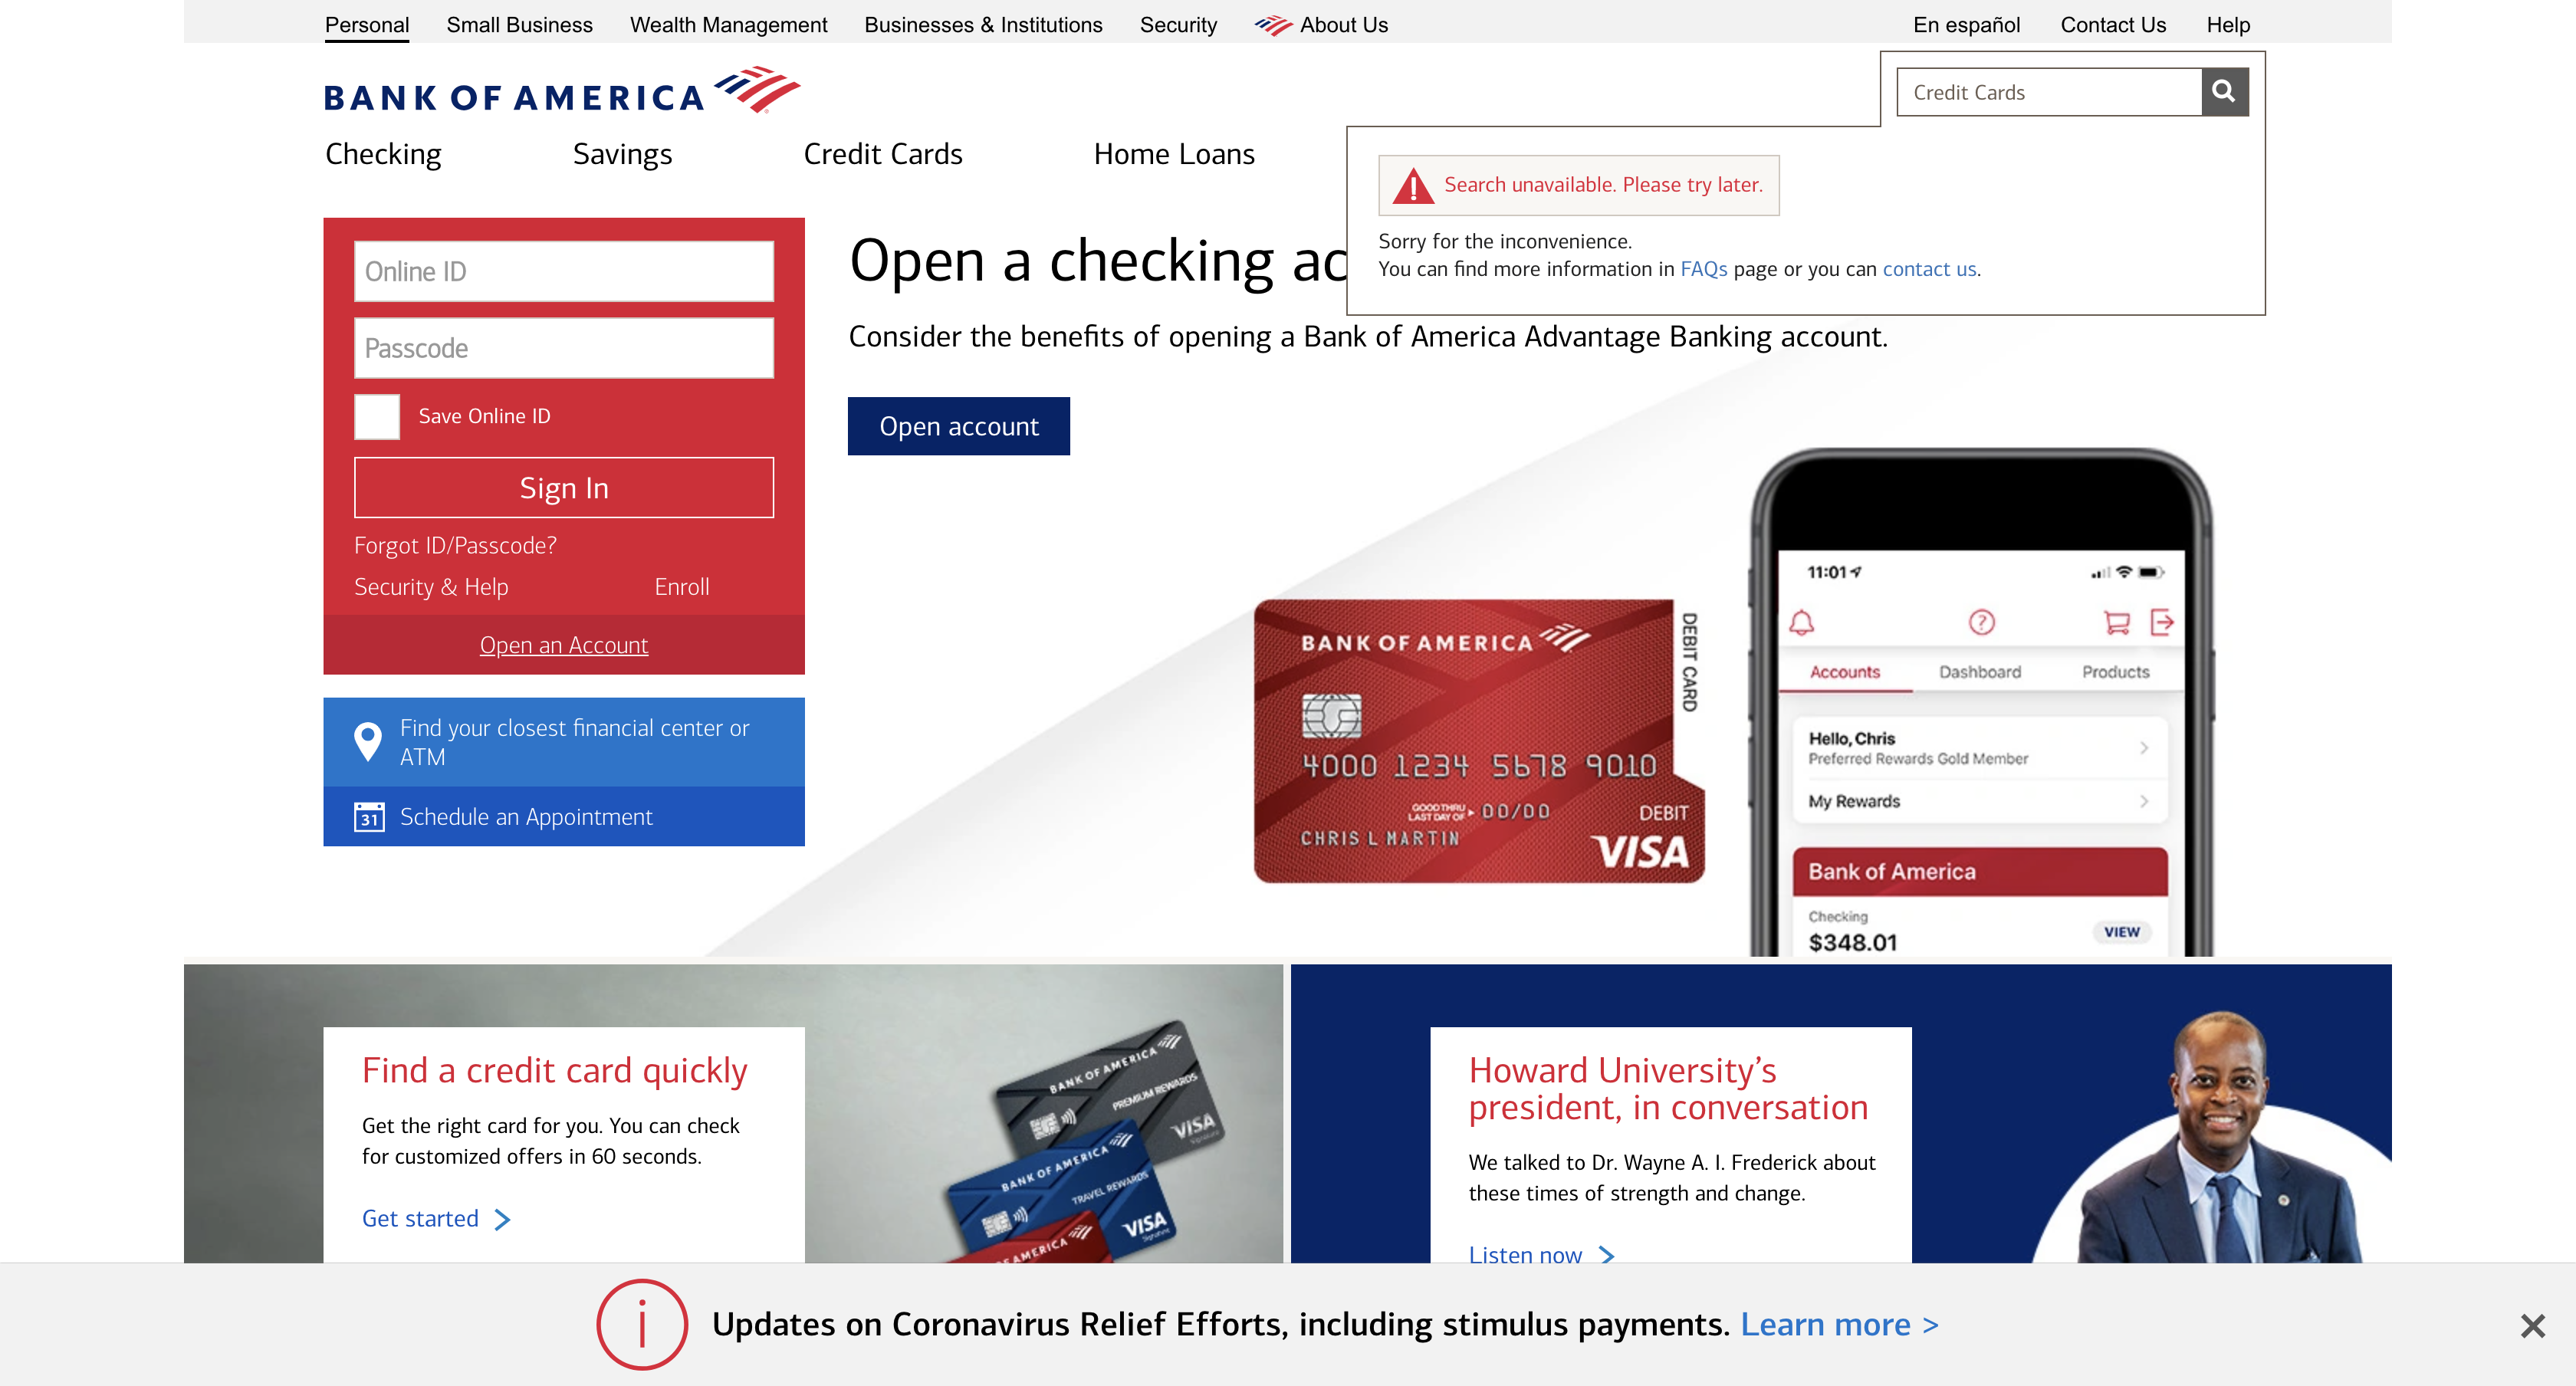 Personal Small Business Wealth Management Businesses & Institutions Security About Us En español Contact Us Help
BANK OF AMERICA
Credit Cards
Checking Savings Credit Cards Home Loans
Search unavailable. Please try later.
Sorry for the inconvenience.
You can find more information in FAQs page or you can contact us.
Online ID
Passcode
Save Online ID
Sign In
Forgot ID/Passcode?
Security & Help Enroll
Open an Account
Find your closest financial center or
ATM
31 Schedule an Appointment
Open a checking ac
Consider the benefits of opening a Bank of America Advantage Banking account.
Open account
BANK OF AMERICA
DEBIT CARD
4000 1234 5678 9010
GOOD THRU
LAST DAY OF 00/00
DEBIT
CHRIS L MARTIN
VISA
11:01
Accounts Dashboard Products
Hello, Chris
Preferred Rewards Gold Member
My Rewards
Bank of America
Checking
$348.01
VIEW
Find a credit card quickly
Get the right card for you. You can check
for customized offers in 60 seconds.
Get started
BANK OF AMERICA
PREMIUM REWARDS
VISA
Signature
BANK OF AMERICA
TRAVEL REWARDS
VISA
Signature
AMERICA
Howard University’s
president, in conversation
We talked to Dr. Wayne A. I. Frederick about
these times of strength and change.
Listen now
Updates on Coronavirus Relief Efforts, including stimulus payments. Learn more >